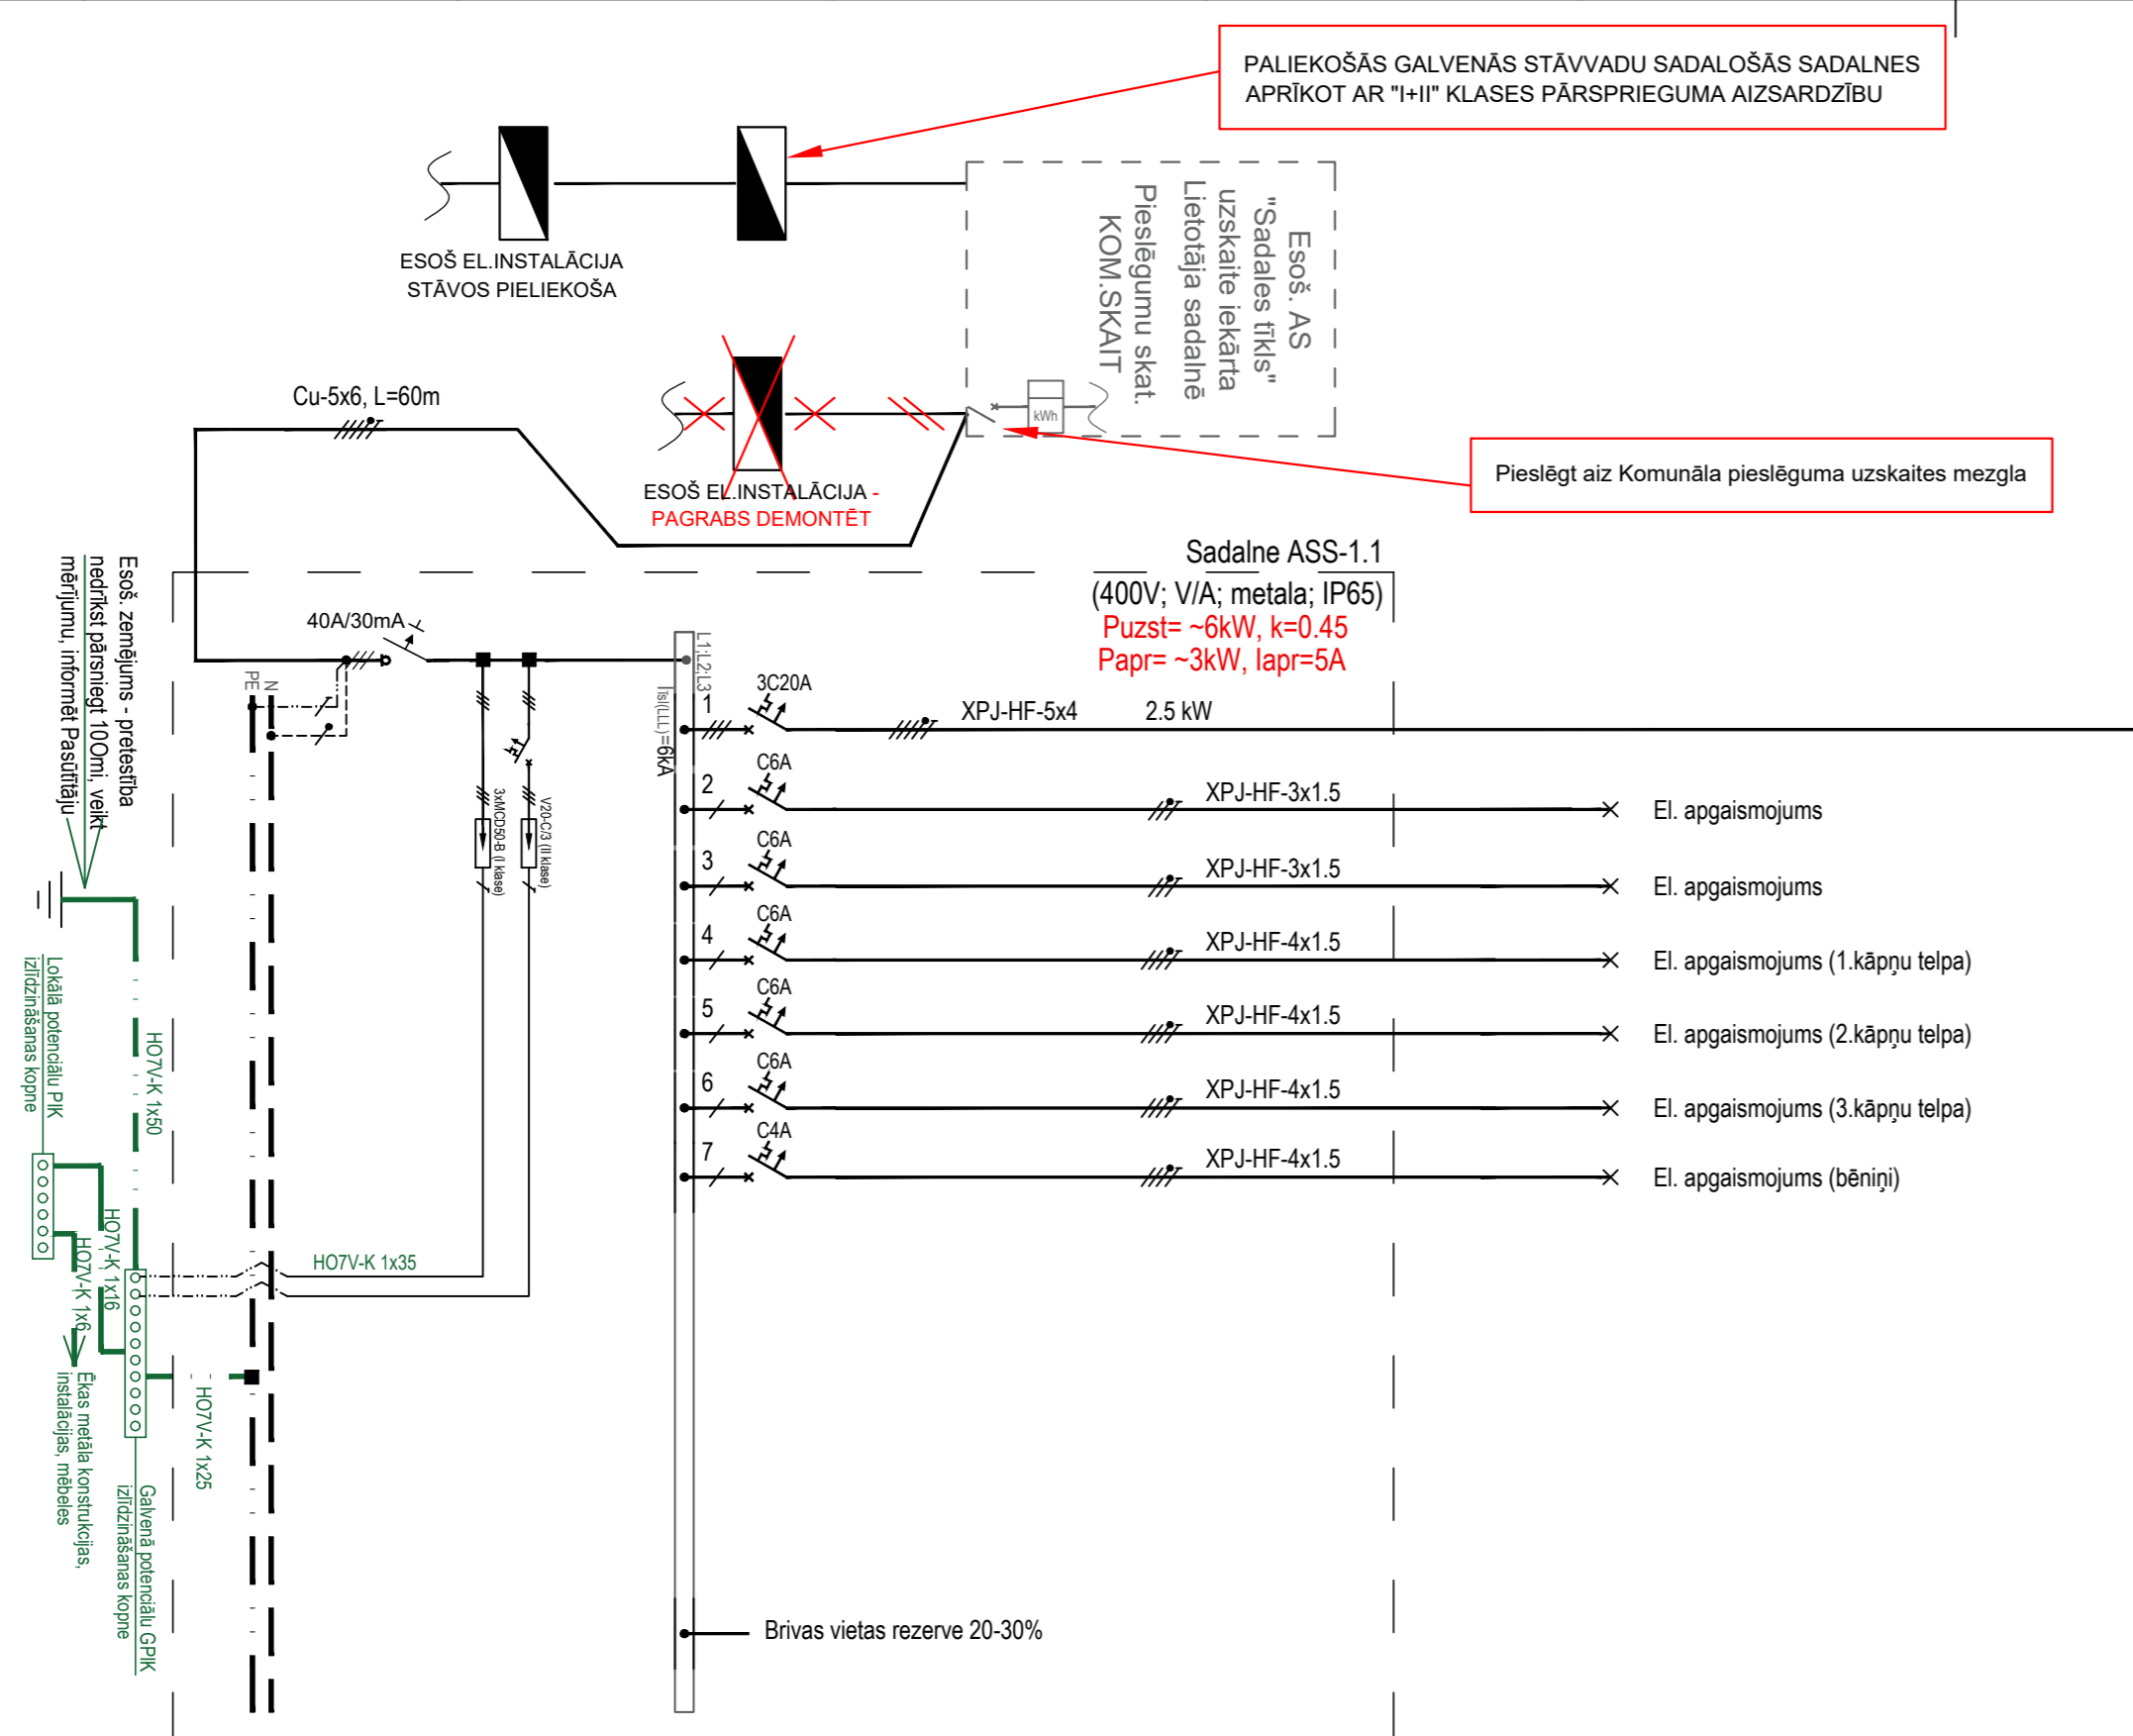 PALIEKOŠĀS GALVENĀS STĀVVADU SADALOŠĀS SADALNES
APRĪKOT AR "I+II" KLASES PĀRSPRIEGUMA AIZSARDZĪBU
ESOŠ EL.INSTALĀCIJA
STĀVOS PIELIEKOŠA
Esoš. AS
"Sadales tīkls"
uzskaite iekārta
Lietotāja sadalnē
Pieslēgumu skat.
KOM.SKAIT
kWh
Cu-5x6, L=60m
ESOŠ EL.INSTALĀCIJA -
PAGRABS DEMONTĒT
Pieslēgt aiz Komunāla pieslēguma uzskaites mezgla
Sadalne ASS-1.1
(400V; V/A; metala; IP65)
Puzst= ~6kW, k=0.45
Papr= ~3kW, Iapr=5A
Esoš. zemējums - pretestība
nedrīkst pārsniegt 10Omi, veikt
mērījumu, informēt Pasūtītāju
40A/30mA
PE
N
L1;L2;L3
Iīsl(LLL)=6kA
3xMCD50-B (I klase)
V20-C/3 (II klase)
1
3C20A
XPJ-HF-5x4
2.5 kW
2
C6A
XPJ-HF-3x1.5
El. apgaismojums
3
C6A
XPJ-HF-3x1.5
El. apgaismojums
4
C6A
XPJ-HF-4x1.5
El. apgaismojums (1.kāpņu telpa)
5
C6A
XPJ-HF-4x1.5
El. apgaismojums (2.kāpņu telpa)
6
C6A
XPJ-HF-4x1.5
El. apgaismojums (3.kāpņu telpa)
7
C4A
XPJ-HF-4x1.5
El. apgaismojums (bēniņi)
Lokālā potenciālu PIK
izlīdzināšanas kopne
HO7V-K 1x50
HO7V-K 1x16
HO7V-K 1x6
HO7V-K 1x35
HO7V-K 1x25
Ēkas metāla konstrukcijas,
instalācijas, mēbeles
Galvenā potenciālu GPIK
izlīdzināšanas kopne
Brivas vietas rezerve 20-30%